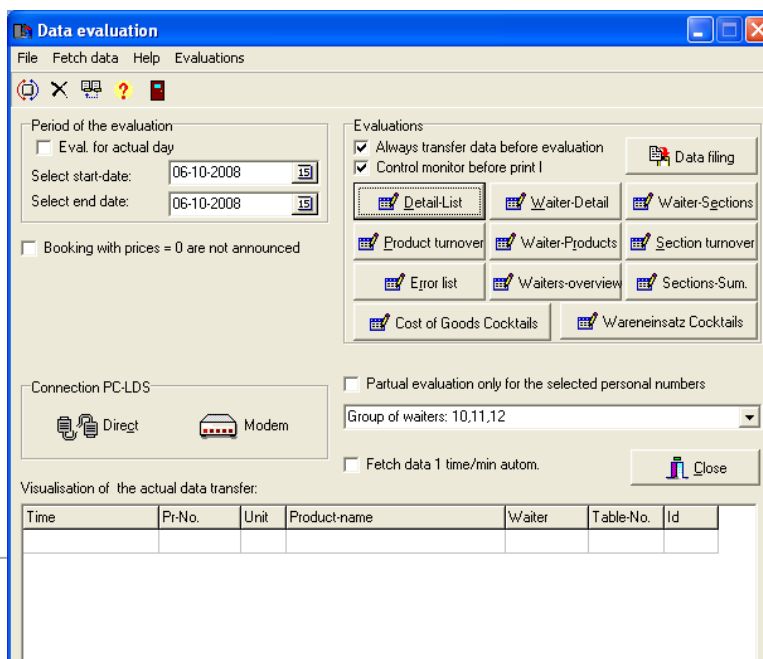 Data evaluation
File Fetch data Help Evaluations
Period of the evaluation
Eval. for actual day
Select start-date: 06-10-2008 15
Select end date: 06-10-2008 15
Booking with prices = 0 are not announced
Evaluations
Always transfer data before evaluation
Control monitor before print I
Data filing
Detail-List Waiter-Detail Waiter-Sections
Product turnover Waiter-Products Section turnover
Error list Waiters-overview Sections-Sum.
Cost of Goods Cocktails Wareneinsatz Cocktails
Connection PC-LDS
Direct Modem
Partual evaluation only for the selected personal numbers
Group of waiters: 10,11,12
Fetch data 1 time/min autom.
Close
Visualisation of the actual data transfer:
Time Pr-No. Unit Product-name Waiter Table-No. Id